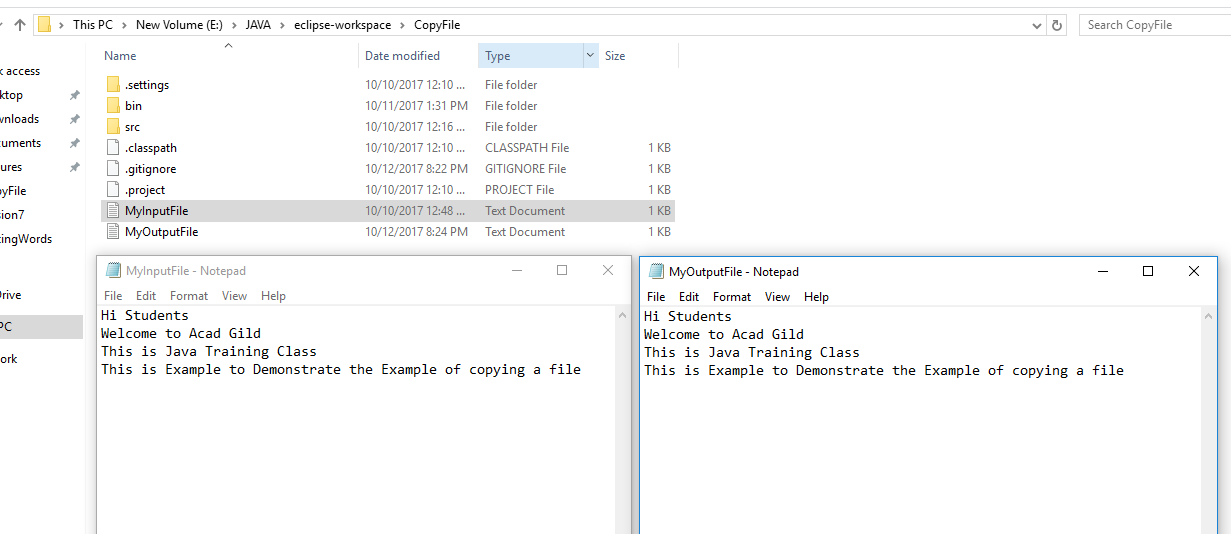 This PC > New Volume (E:) > JAVA > eclipse-workspace > CopyFile
Search CopyFile
Name Date modified Type Size
.settings 10/10/2017 12:10 ... File folder
bin 10/11/2017 1:31 PM File folder
src 10/10/2017 12:16 ... File folder
.classpath 10/10/2017 12:10 ... CLASSPATH File 1 KB
.gitignore 10/12/2017 8:22 PM GITIGNORE File 1 KB
.project 10/10/2017 12:10 ... PROJECT File 1 KB
MyInputFile 10/10/2017 12:48 ... Text Document 1 KB
MyOutputFile 10/12/2017 8:24 PM Text Document 1 KB
k access
ktop
wnloads
cuments
ures
pyFile
sion7
tingWords
Drive
PC
ork
MyInputFile - Notepad
File Edit Format View Help
Hi Students
Welcome to Acad Gild
This is Java Training Class
This is Example to Demonstrate the Example of copying a file
MyOutputFile - Notepad
File Edit Format View Help
Hi Students
Welcome to Acad Gild
This is Java Training Class
This is Example to Demonstrate the Example of copying a file